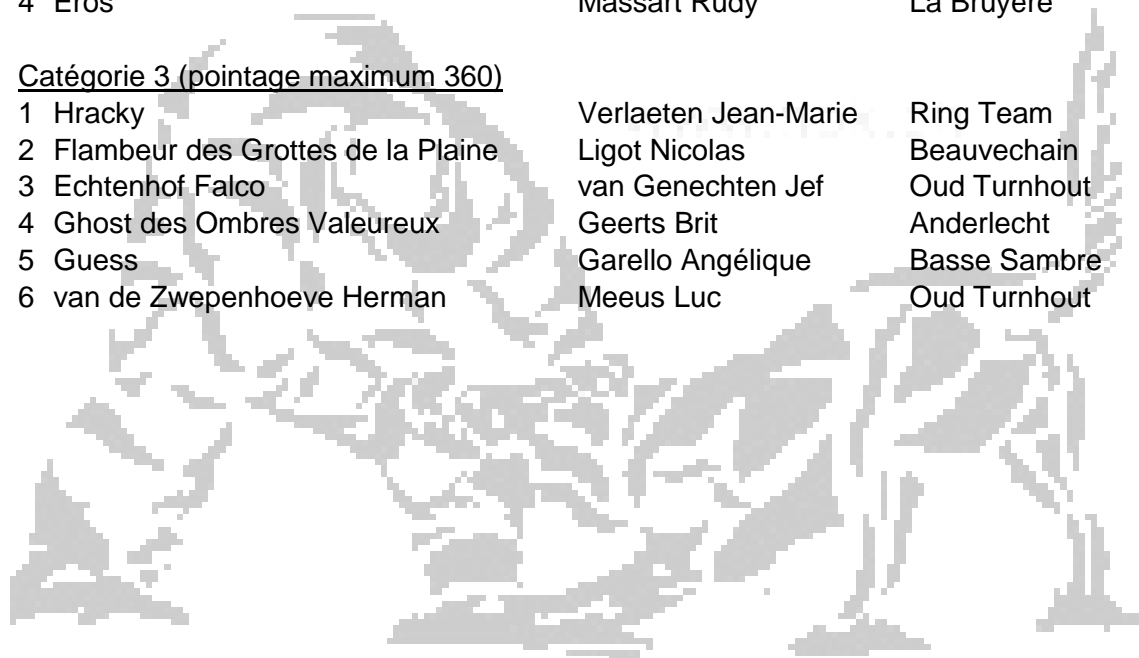 4 Eros Massart Rudy La Bruyère
Catégorie 3 (pointage maximum 360)
1 Hracky Verlaeten Jean-Marie Ring Team
2 Flambeur des Grottes de la Plaine Ligot Nicolas Beauvechain
3 Echtenhof Falco van Genechten Jef Oud Turnhout
4 Ghost des Ombres Valeureux Geerts Brit Anderlecht
5 Guess Garello Angélique Basse Sambre
6 van de Zwepenhoeve Herman Meeus Luc Oud Turnhout